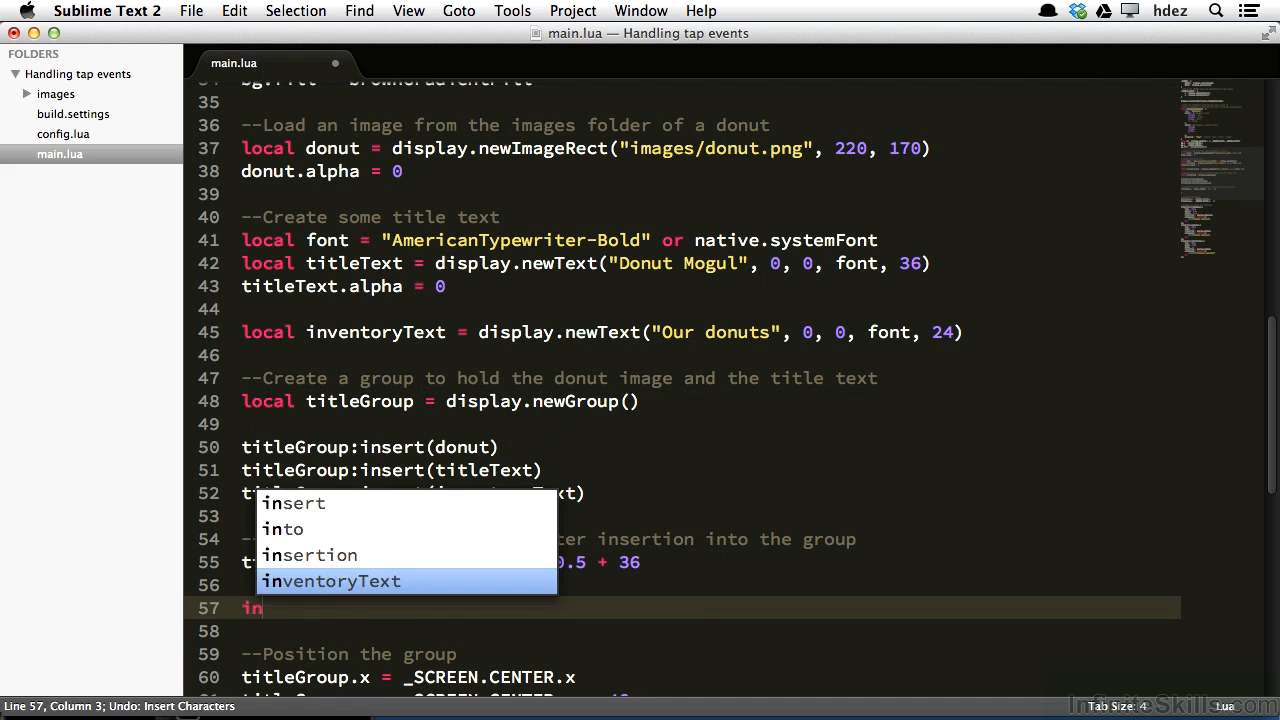 Sublime Text 2 File Edit Selection Find View Goto Tools Project Window Help hdez
main.lua — Handling tap events
FOLDERS
Handling tap events
images
build.settings
config.lua
main.lua
main.lua
35
36 --Load an image from the images folder of a donut
37 local donut = display.newImageRect("images/donut.png", 220, 170)
38 donut.alpha = 0
39
40 --Create some title text
41 local font = "AmericanTypewriter-Bold" or native.systemFont
42 local titleText = display.newText("Donut Mogul", 0, 0, font, 36)
43 titleText.alpha = 0
44
45 local inventoryText = display.newText("Our donuts", 0, 0, font, 24)
46
47 --Create a group to hold the donut image and the title text
48 local titleGroup = display.newGroup()
49
50 titleGroup:insert(donut)
51 titleGroup:insert(titleText)
52
insert
53
into
54 insertion into the group
insertion
55 0.5 + 36
inventoryText
56
57 in
58
59 --Position the group
60 titleGroup.x = _SCREEN.CENTER.x
InfiniteSkills.com
Line 57, Column 3; Undo: Insert Characters Tab Size: 4 Lua